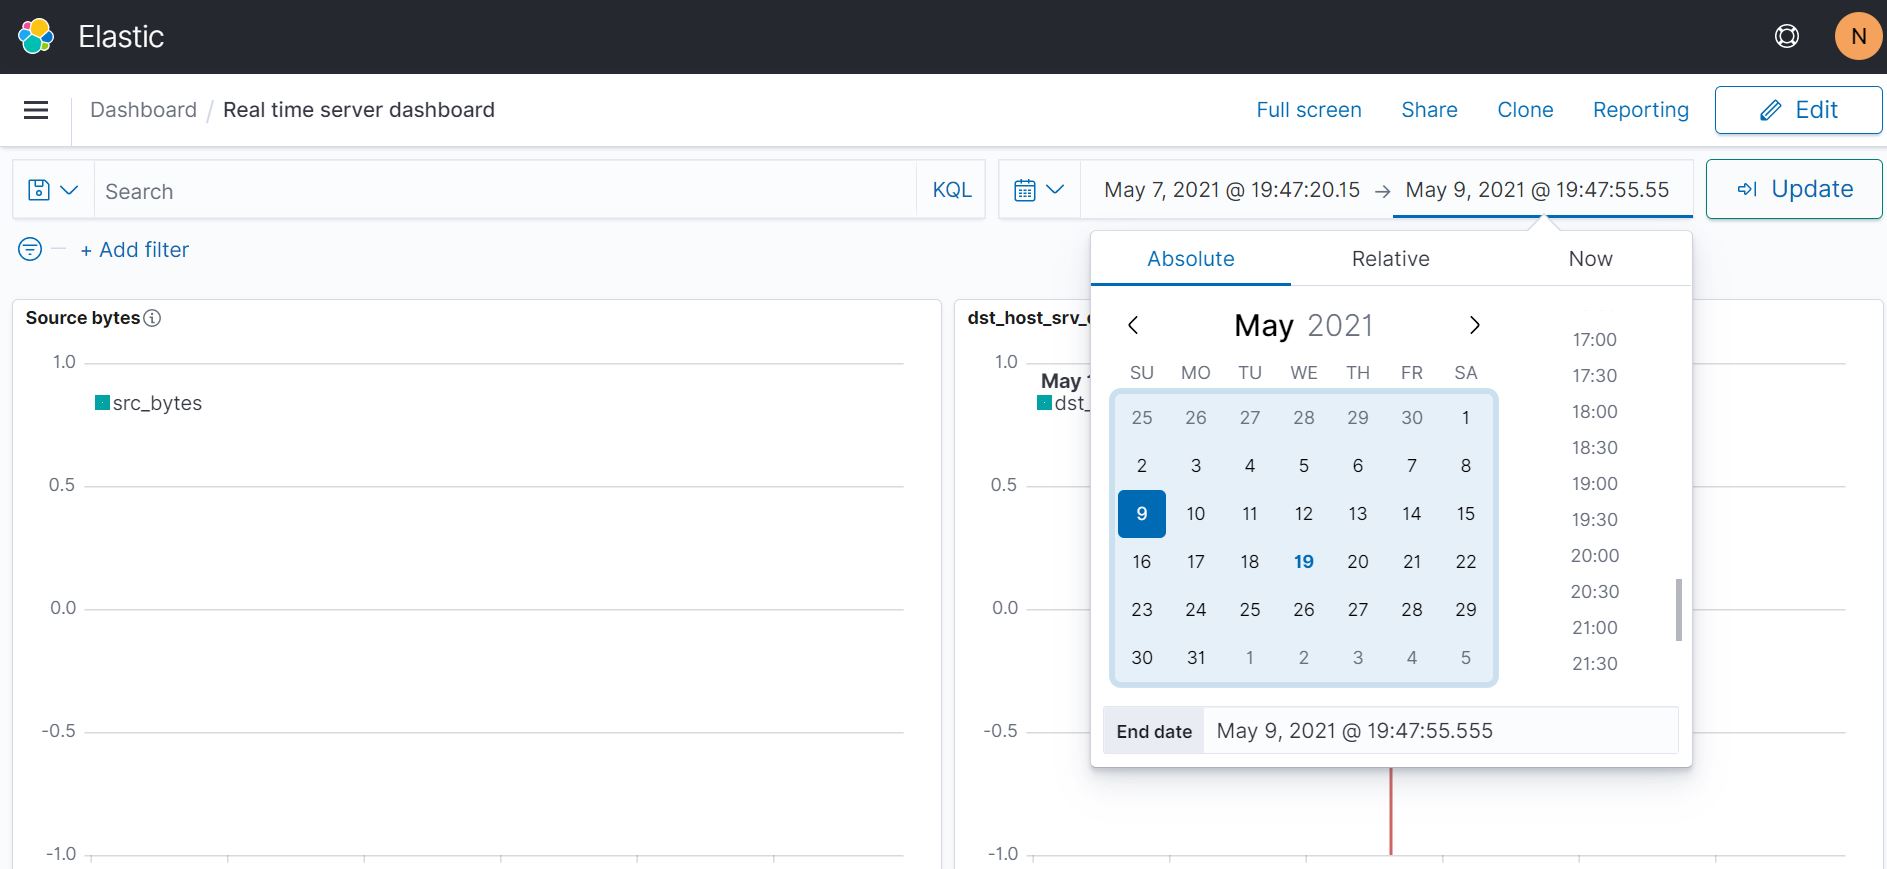 Elastic
N
Dashboard / Real time server dashboard
Full screen Share Clone Reporting Edit
Search KQL
May 7, 2021 @ 19:47:20.15 → May 9, 2021 @ 19:47:55.55
Update
+ Add filter
Source bytes
1.0
src_bytes
0.5
0.0
-0.5
-1.0
dst_host_srv_
1.0
May
dst_
0.5
0.0
-0.5
-1.0
Absolute Relative Now
May 2021
SU MO TU WE TH FR SA
25 26 27 28 29 30 1
2 3 4 5 6 7 8
9 10 11 12 13 14 15
16 17 18 19 20 21 22
23 24 25 26 27 28 29
30 31 1 2 3 4 5
17:00
17:30
18:00
18:30
19:00
19:30
20:00
20:30
21:00
21:30
End date May 9, 2021 @ 19:47:55.555